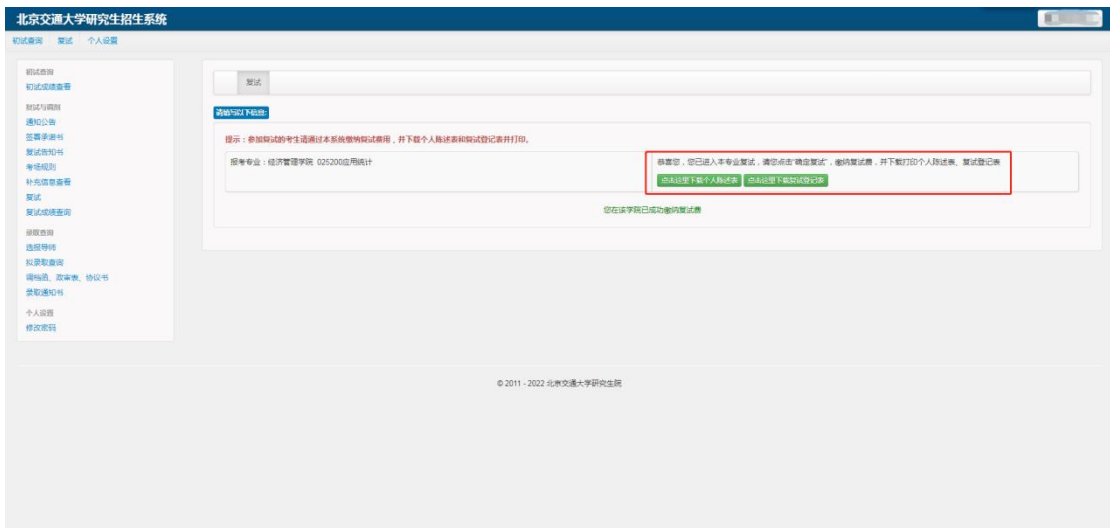 北京交通大学研究生招生系统
初试查询 复试 个人设置
初试查询
初试成绩查看
复试与调剂
通知公告
签署承诺书
复试告知书
考场规则
补充信息查看
复试
复试成绩查询
录取查询
选报导师
拟录取查询
调档函、政审表、协议书
录取通知书
个人设置
修改密码
复试
请填写以下信息:
提示：参加复试的考生请通过本系统缴纳复试费用，并下载个人陈述表和复试登记表并打印。
报考专业：经济管理学院 025200应用统计
恭喜您，您已进入本专业复试，请您点击"确定复试"，缴纳复试费，并下载打印个人陈述表、复试登记表
点击这里下载个人陈述表 点击这里下载复试登记表
您在该学院已成功缴纳复试费
© 2011 - 2022 北京交通大学研究生院